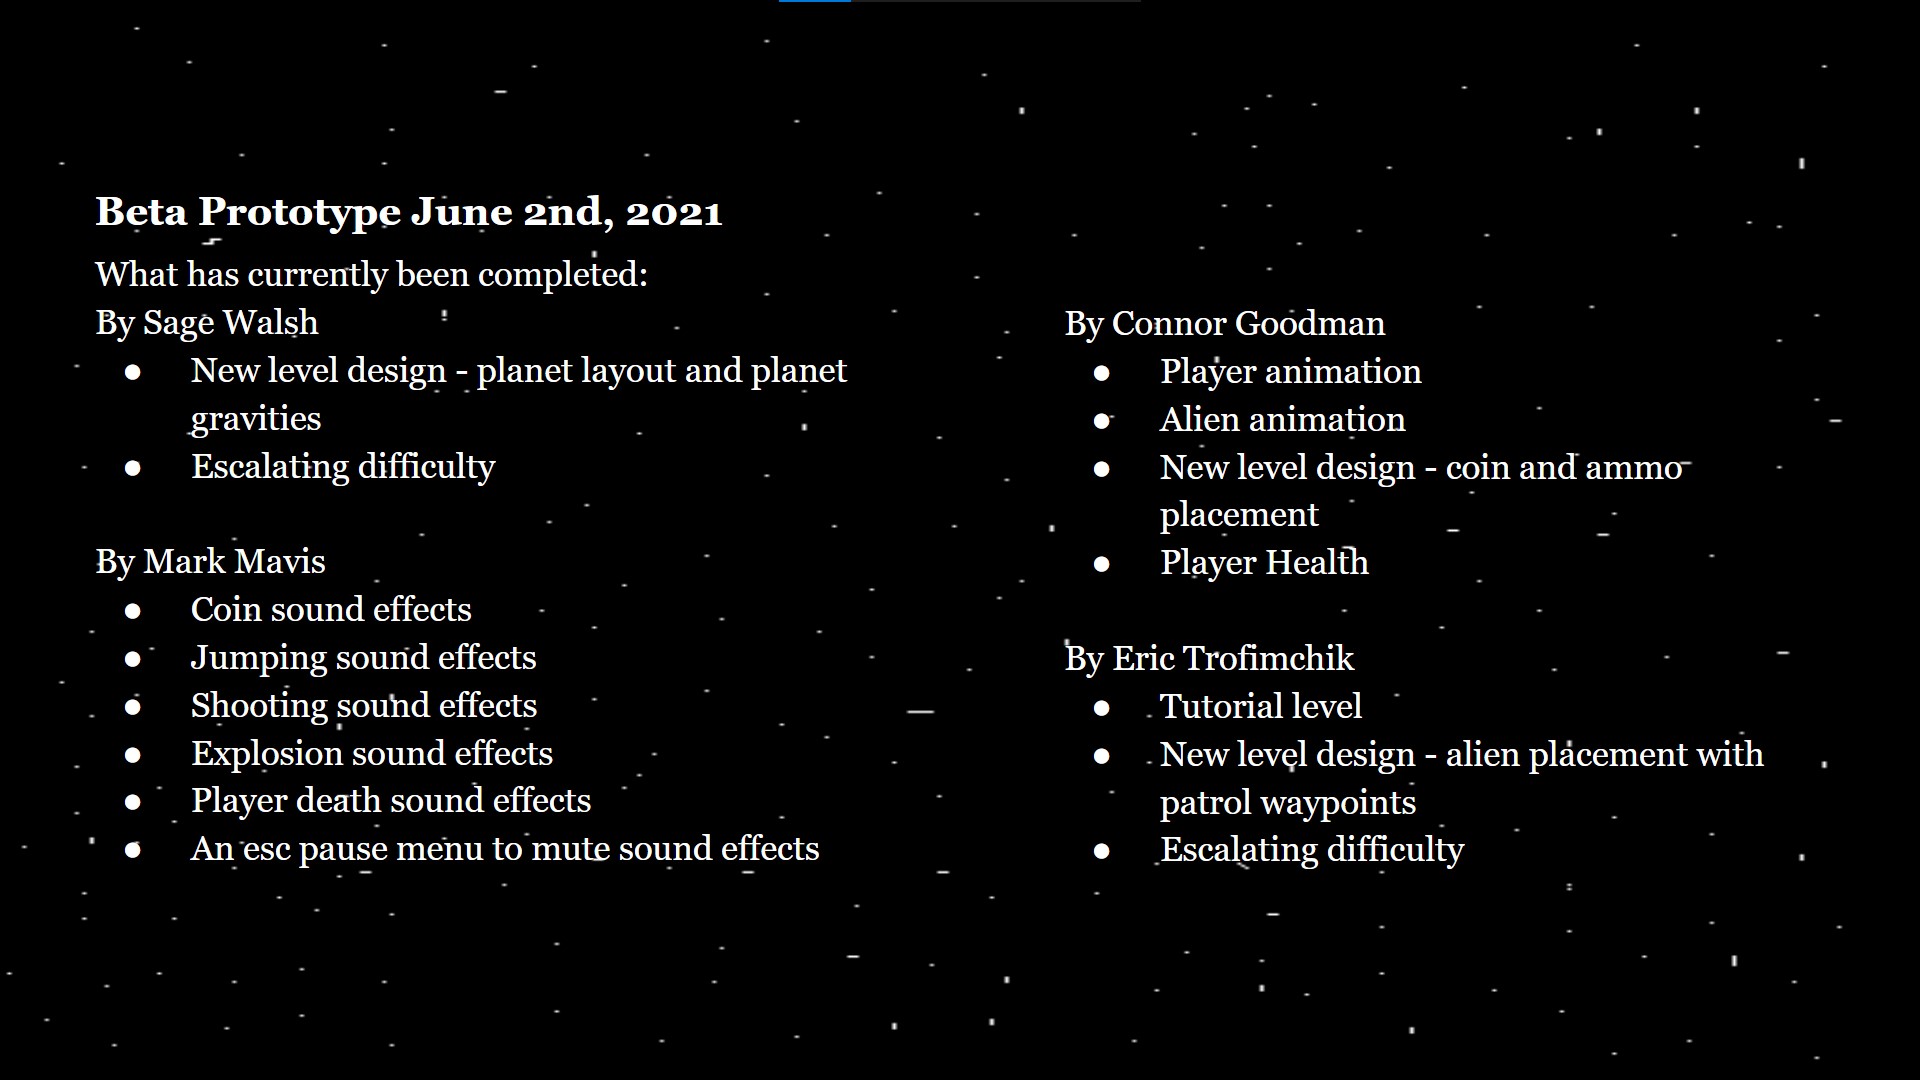 Beta Prototype June 2nd, 2021
What has currently been completed:
By Sage Walsh
● New level design - planet layout and planet
gravities
● Escalating difficulty
By Mark Mavis
● Coin sound effects
● Jumping sound effects
● Shooting sound effects
● Explosion sound effects
● Player death sound effects
● An esc pause menu to mute sound effects
By Connor Goodman
● Player animation
● Alien animation
● New level design - coin and ammo
placement
● Player Health
By Eric Trofimchik
● Tutorial level
● New level design - alien placement with
patrol waypoints
● Escalating difficulty